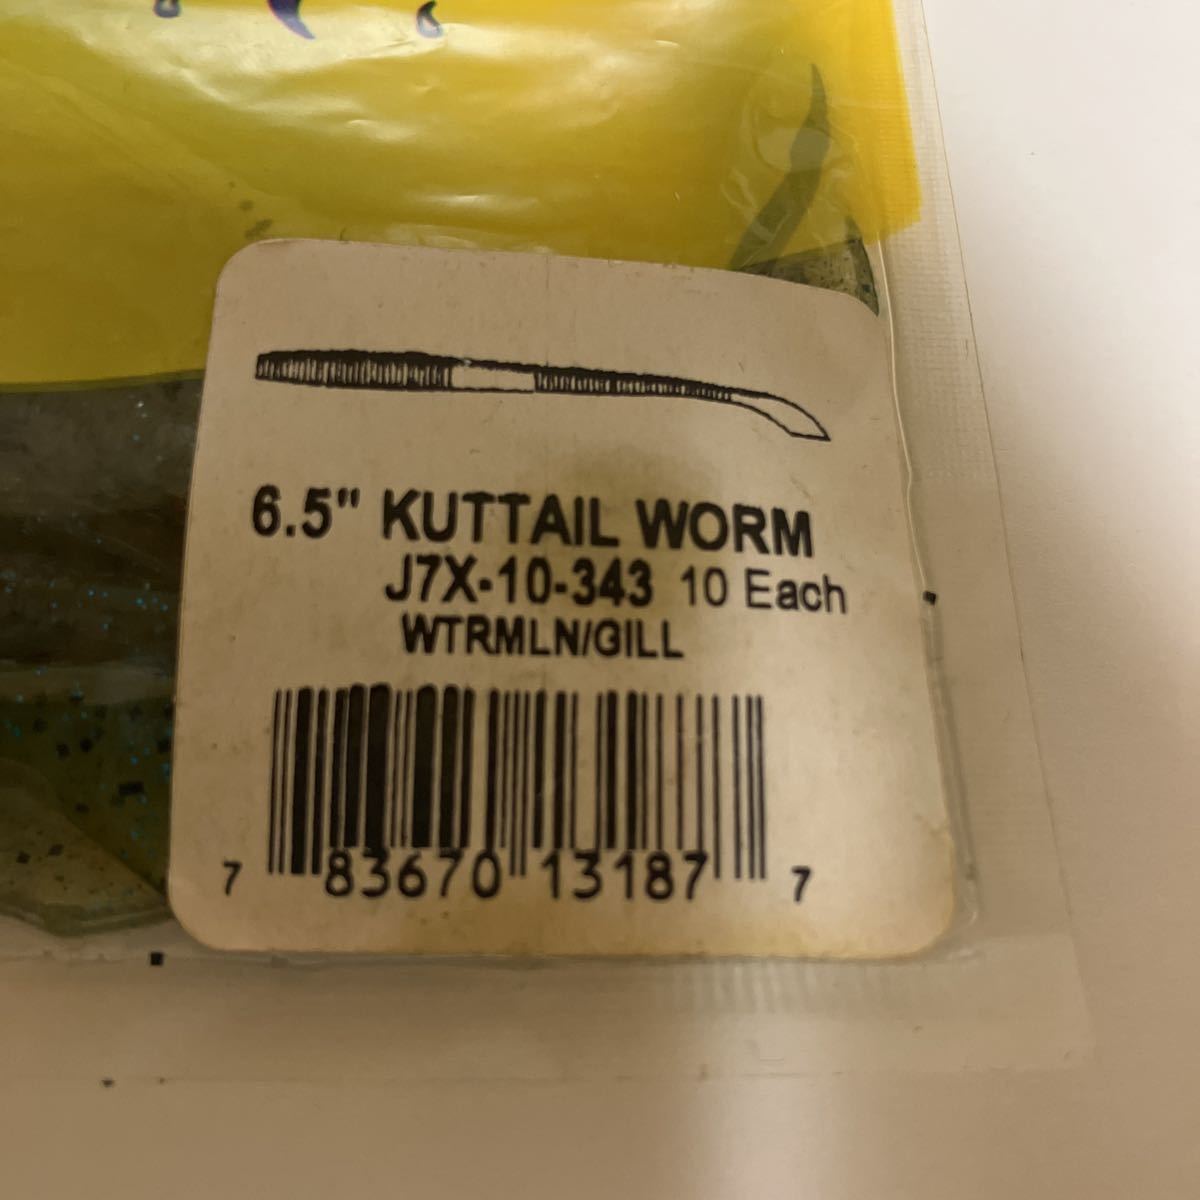 6.5" KUTTAIL WORM
J7X-10-343 10 Each
WTRMLN/GILL
7 83670 13187 7